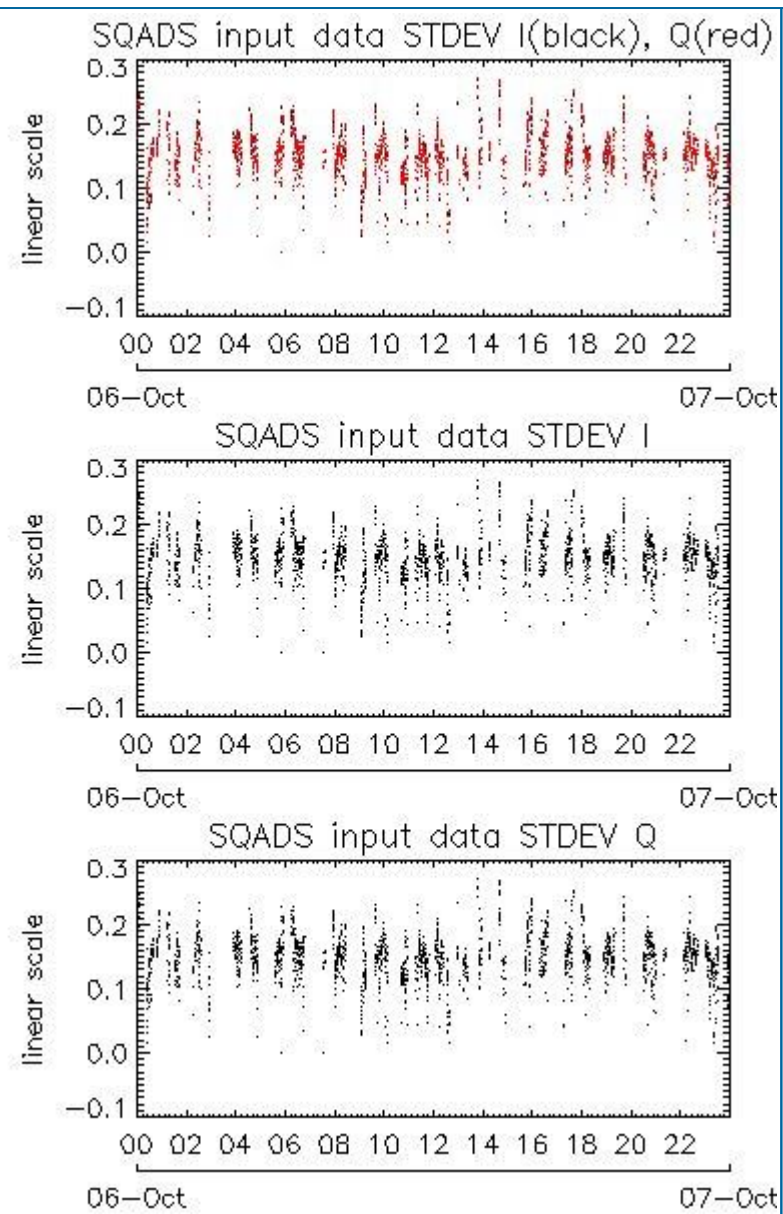 SQADS input data STDEV I(black), Q(red)
0.3
0.2
0.1
0.0
-0.1
linear scale
00 02 04 06 08 10 12 14 16 18 20 22
06-Oct 07-Oct
SQADS input data STDEV I
0.3
0.2
0.1
0.0
-0.1
linear scale
00 02 04 06 08 10 12 14 16 18 20 22
06-Oct 07-Oct
SQADS input data STDEV Q
0.3
0.2
0.1
0.0
-0.1
linear scale
00 02 04 06 08 10 12 14 16 18 20 22
06-Oct 07-Oct